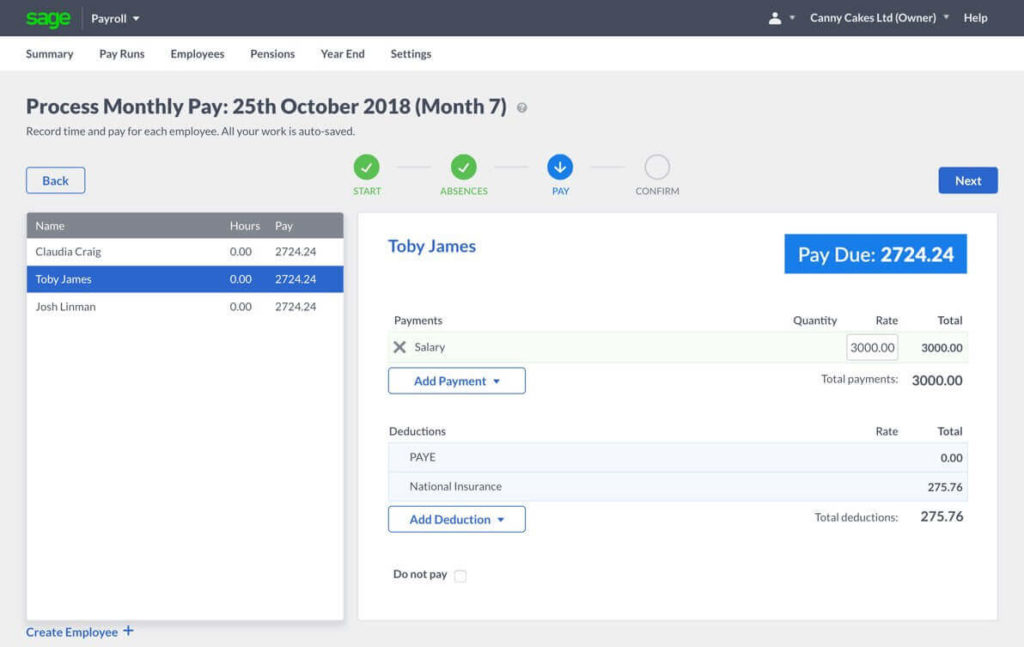 sage Payroll Canny Cakes Ltd (Owner) Help
Summary Pay Runs Employees Pensions Year End Settings
Process Monthly Pay: 25th October 2018 (Month 7) ?
Record time and pay for each employee. All your work is auto-saved.
Back
START ABSENCES PAY CONFIRM
Next
Name Hours Pay
Claudia Craig 0.00 2724.24
Toby James 0.00 2724.24
Josh Linman 0.00 2724.24
Create Employee +
Toby James
Pay Due: 2724.24
Payments Quantity Rate Total
Salary 3000.00 3000.00
Add Payment Total payments: 3000.00
Deductions Rate Total
PAYE 0.00
National Insurance 275.76
Add Deduction Total deductions: 275.76
Do not pay